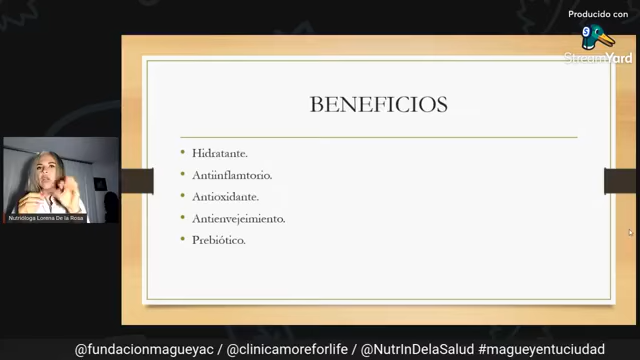 Producido con
StreamYard
BENEFICIOS
• Hidratante.
• Antiinflamtorio.
• Antioxidante.
• Antienvejeimiento.
• Prebiótico.
Nutrióloga Lorena De la Rosa
@fundacionmagueyac / @clinicamoreforlife / @NutrInDelaSalud #magueyentuciudad